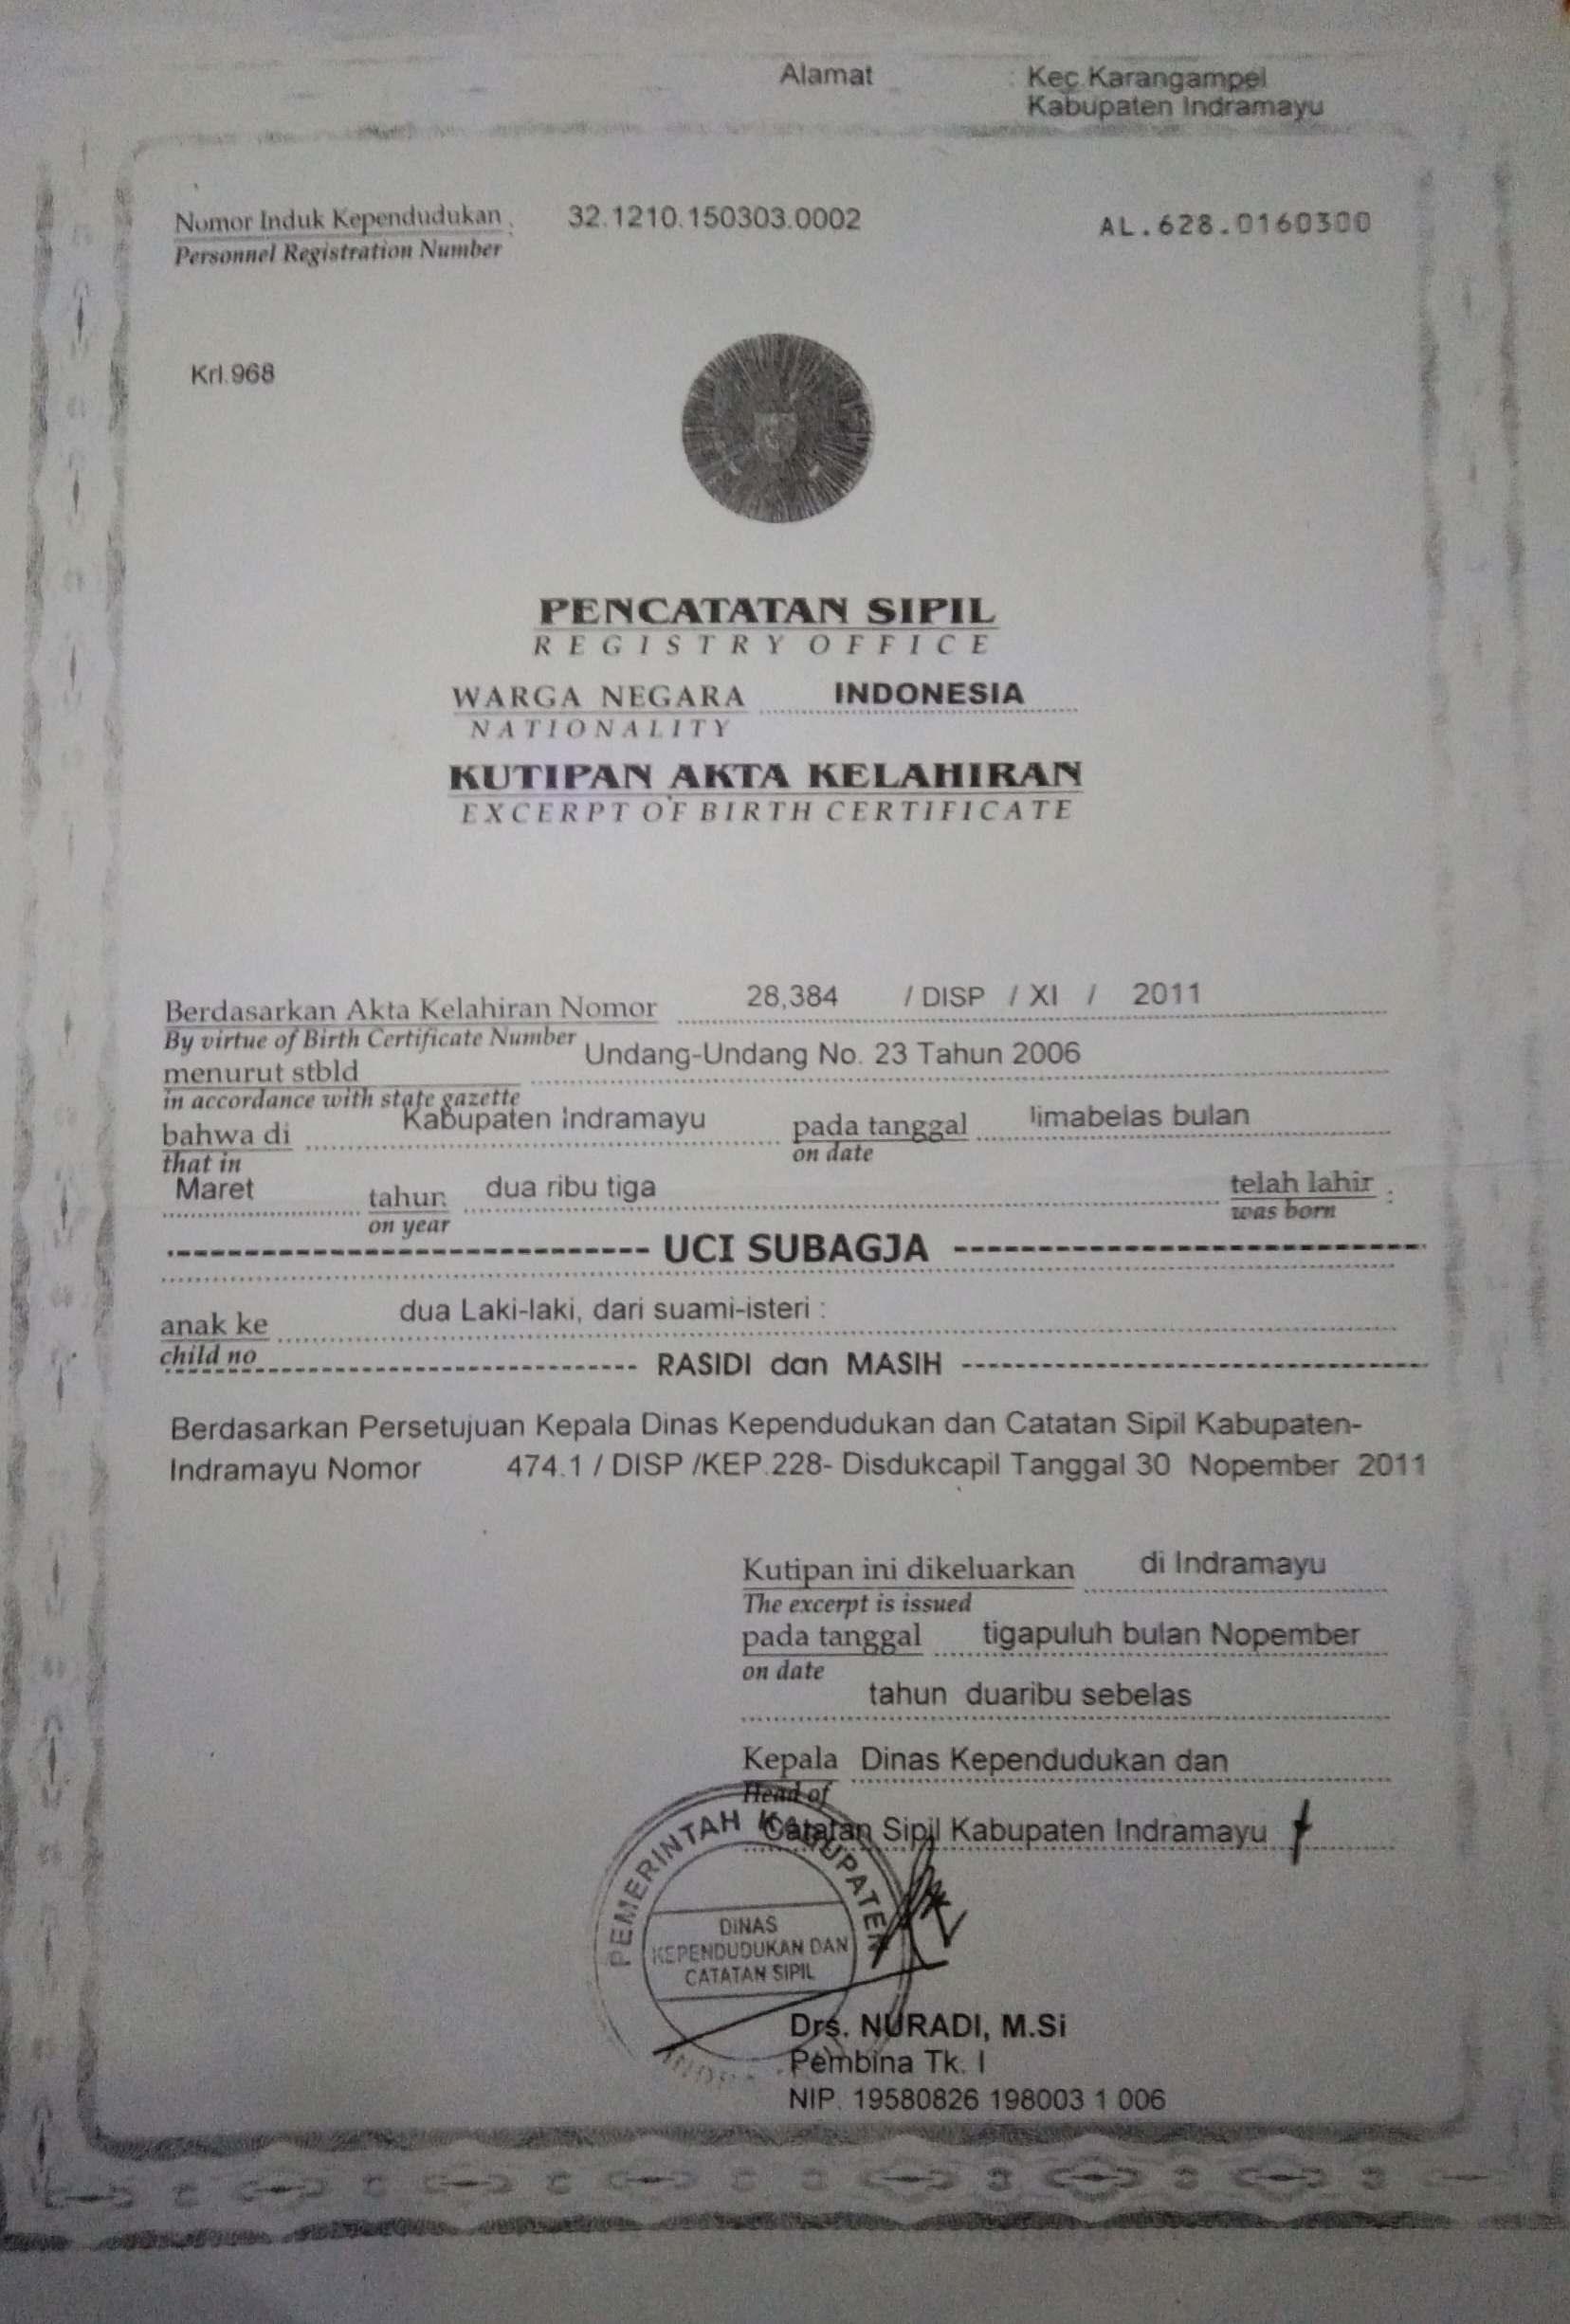 Alamat : Kec.Karangampel
Kabupaten Indramayu
Nomor Induk Kependudukan : 32.1210.150303.0002 AL.628.0160300
Personnel Registration Number
Krl.968
PENCATATAN SIPIL
REGISTRY OFFICE
WARGA NEGARA INDONESIA
NATIONALITY
KUTIPAN AKTA KELAHIRAN
EXCERPT OF BIRTH CERTIFICATE
Berdasarkan Akta Kelahiran Nomor 28,384 / DISP / XI / 2011
By virtue of Birth Certificate Number
menurut stbld Undang-Undang No. 23 Tahun 2006
in accordance with state gazette
bahwa di Kabupaten Indramayu pada tanggal limabelas bulan
that in on date
Maret tahun dua ribu tiga telah lahir :
on year was born
UCI SUBAGJA
anak ke dua Laki-laki, dari suami-isteri :
child no
RASIDI dan MASIH
Berdasarkan Persetujuan Kepala Dinas Kependudukan dan Catatan Sipil Kabupaten-
Indramayu Nomor 474.1 / DISP /KEP.228- Disdukcapil Tanggal 30 Nopember 2011
Kutipan ini dikeluarkan di Indramayu
The excerpt is issued
pada tanggal tigapuluh bulan Nopember
on date
tahun duaribu sebelas
Kepala Dinas Kependudukan dan
Head of
Catatan Sipil Kabupaten Indramayu
PEMERINTAH KABUPATEN
DINAS
KEPENDUDUKAN DAN
CATATAN SIPIL
Drs. NURADI, M.Si
Pembina Tk. I
NIP. 19580826 198003 1 006